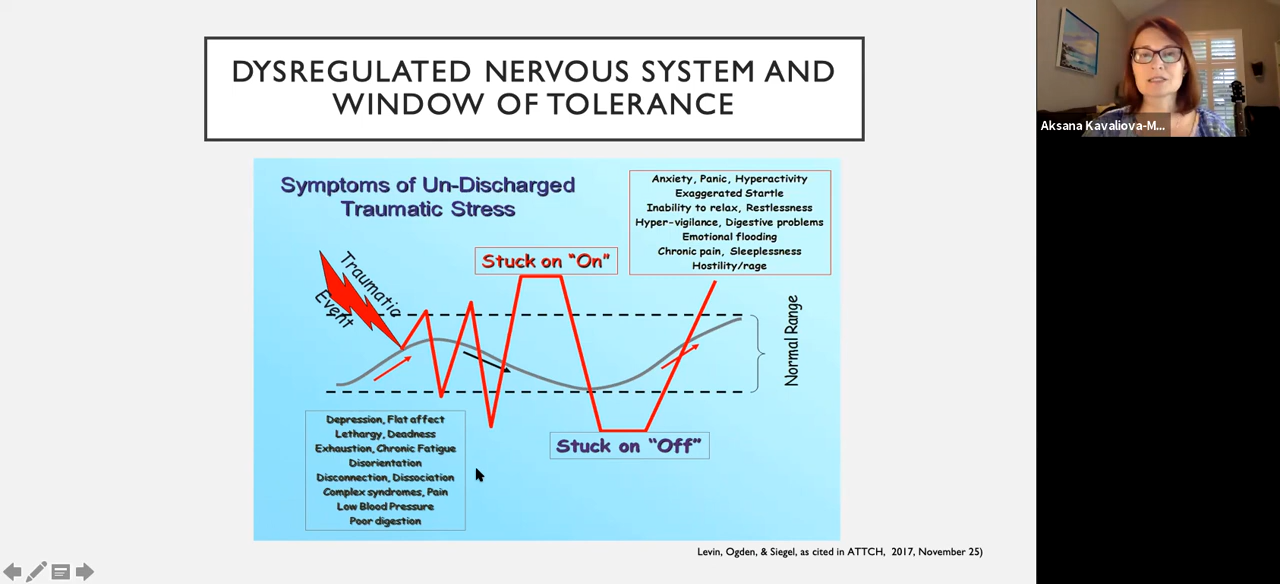 DYSREGULATED NERVOUS SYSTEM AND
WINDOW OF TOLERANCE
Aksana Kavaliova-M...
Symptoms of Un-Discharged
Traumatic Stress
Anxiety, Panic, Hyperactivity
Exaggerated Startle
Inability to relax, Restlessness
Hyper-vigilance, Digestive problems
Emotional flooding
Chronic pain, Sleeplessness
Hostility/rage
Stuck on "On"
Traumatic
Event
Normal Range
Depression, Flat affect
Lethargy, Deadness
Exhaustion, Chronic Fatigue
Disorientation
Disconnection, Dissociation
Complex syndromes, Pain
Low Blood Pressure
Poor digestion
Stuck on "Off"
Levin, Ogden, & Siegel, as cited in ATTCH, 2017, November 25)